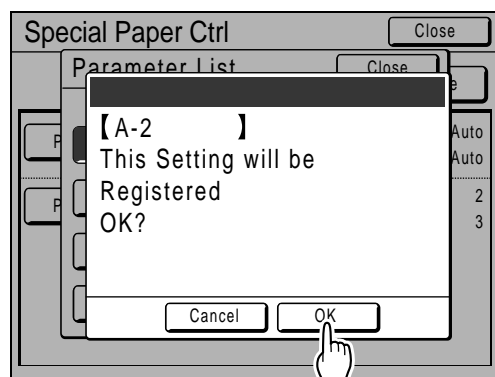 Special Paper Ctrl
Close
Parameter List
Close
e
P
Auto
Auto
P
2
3
【A-2 】
This Setting will be
Registered
OK?
Cancel
OK